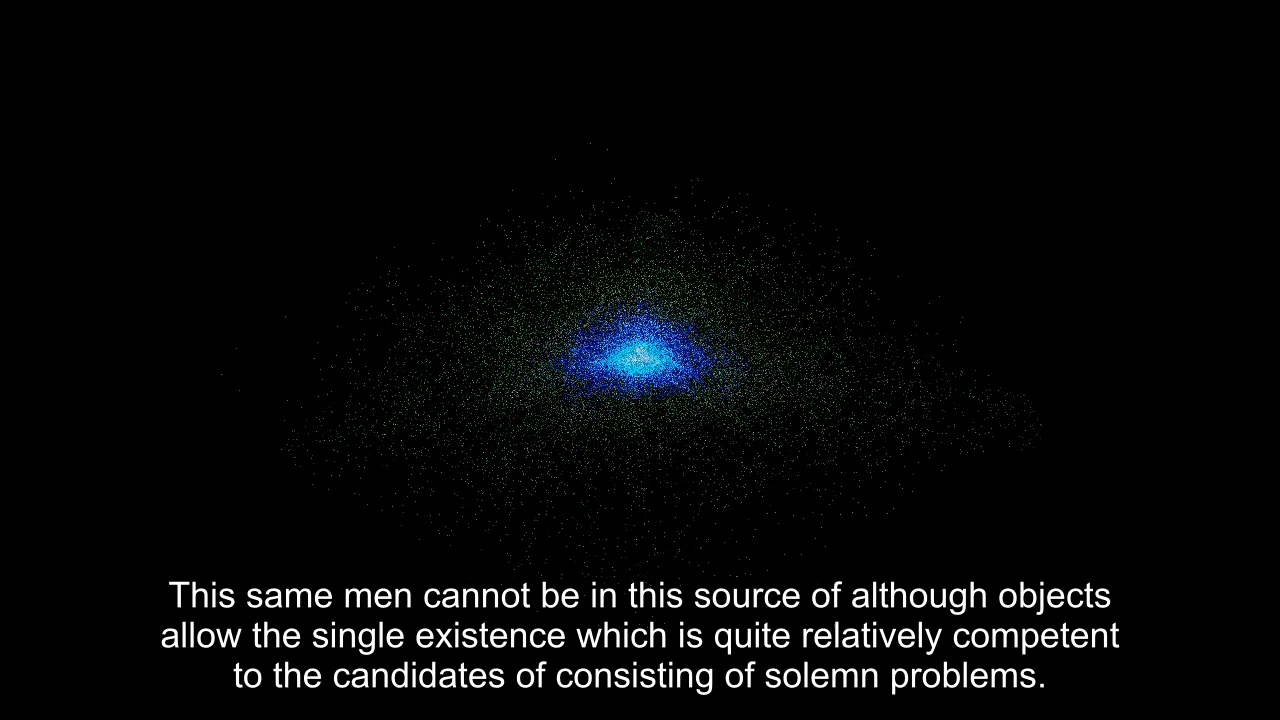 This same men cannot be in this source of although objects
allow the single existence which is quite relatively competent
to the candidates of consisting of solemn problems.